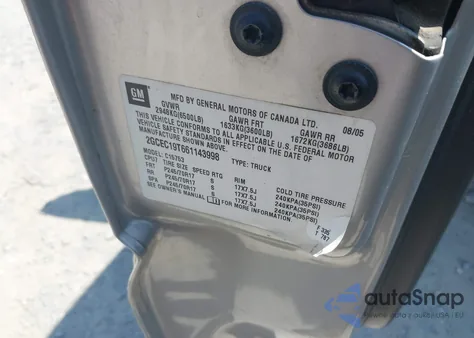 GM
MFD BY GENERAL MOTORS OF CANADA LTD.
08/05
GVWR GAWR FRT GAWR RR
2948KG(6500LB) 1633KG(3600LB) 1672KG(3686LB)
THIS VEHICLE CONFORMS TO ALL APPLICABLE U.S. FEDERAL MOTOR
VEHICLE SAFETY STANDARDS IN EFFECT ON THE DATE OF
MANUFACTURE SHOWN ABOVE.
2GCEC19T661143998 TYPE: TRUCK
C15753
TIRE SIZE SPEED RTG RIM COLD TIRE PRESSURE
FRT P245/70R17 S 17X7.5J 240KPA(35PSI)
RR P245/70R17 S 17X7.5J 240KPA(35PSI)
SPA P245/70R17 S 17X7.5J 240KPA(35PSI)
SEE OWNER'S MANUAL FOR MORE INFORMATION.
autoSnap